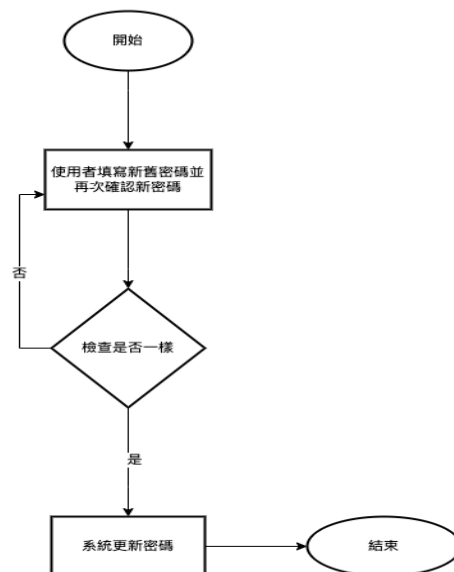 開始
使用者填寫新舊密碼並
再次確認新密碼
否
檢查是否一樣
是
系統更新密碼
結束